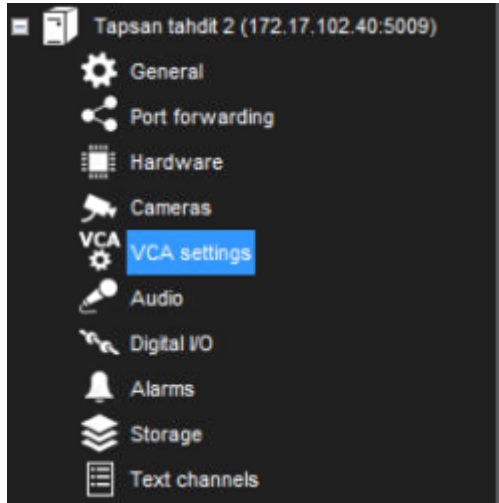 Tapsan tahdit 2 (172.17.102.40:5009)
General
Port forwarding
Hardware
Cameras
VCA
VCA settings
Audio
Digital I/O
Alarms
Storage
Text channels